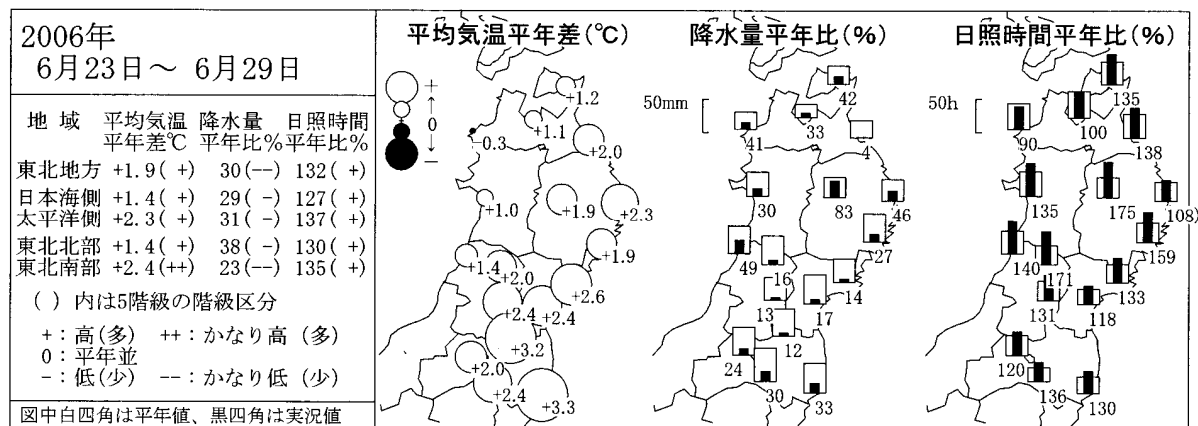 2006年
6月23日～ 6月29日
地 域 平均気温 降水量 日照時間
平年差℃ 平年比% 平年比%
東北地方 +1.9( +) 30(--) 132( +)
日本海側 +1.4( +) 29( -) 127( +)
太平洋側 +2.3( +) 31( -) 137( +)
東北北部 +1.4( +) 38( -) 130( +)
東北南部 +2.4(++) 23(--) 135( +)
( ) 内は5階級の階級区分
+：高(多) ++：かなり高 (多)
0：平年並
-：低(少) --：かなり低 (少)
図中白四角は平年値、黒四角は実況値
平均気温平年差(℃)
+
↑
0
↓
-
+1.2
+1.1
-0.3
+2.0
+1.0
+1.9
+2.3
+1.9
+1.4
+2.0
+2.6
+2.4
+2.4
+3.2
+2.0
+2.4
+3.3
降水量平年比(%)
50mm
42
33
41
4
30
83
46
27
49
16
14
13
17
12
24
30
33
日照時間平年比(%)
50h
135
100
90
138
135
175
108)
159
140
171
133
131
118
120
136
130